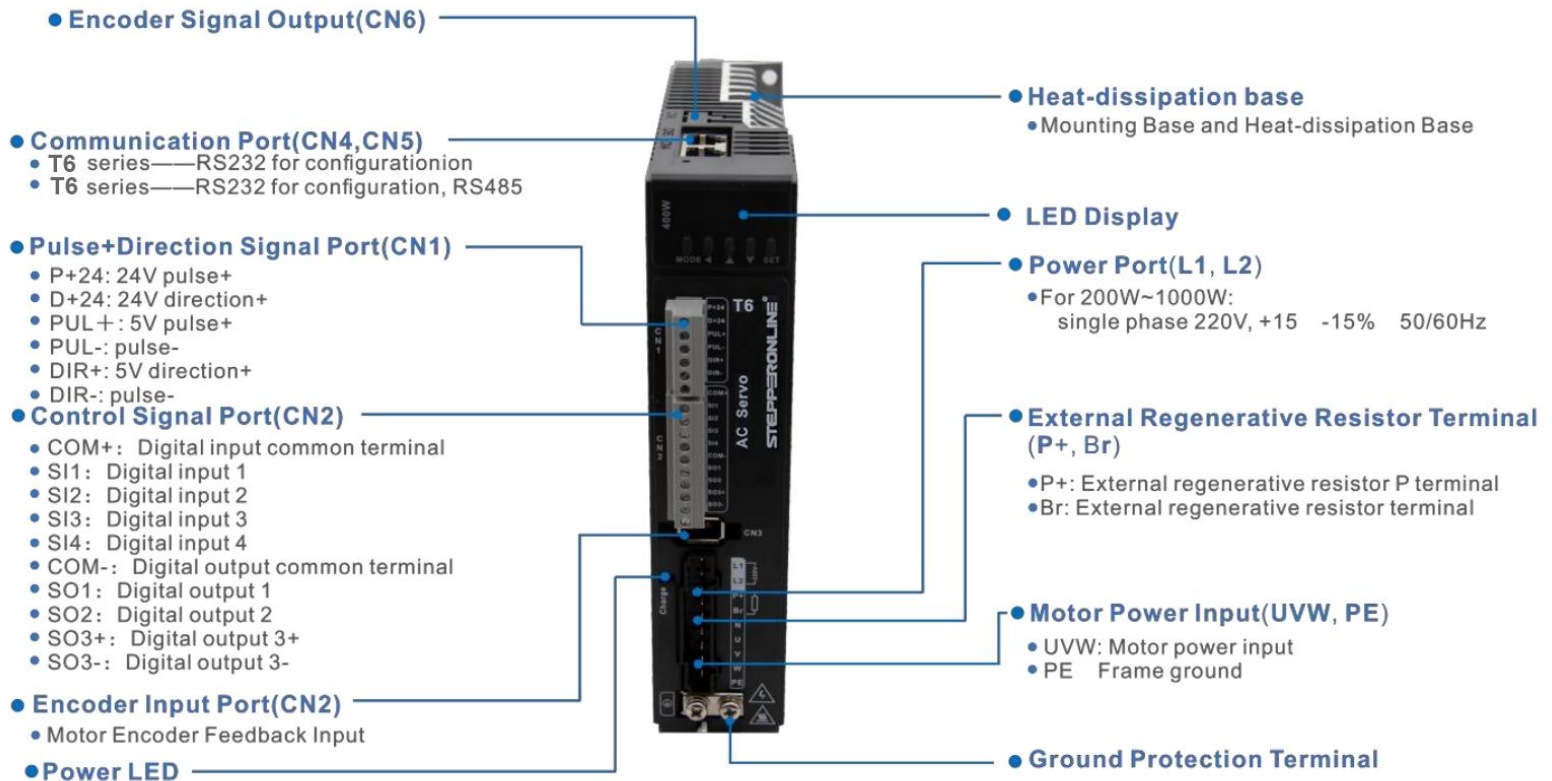 Encoder Signal Output(CN6)
Communication Port(CN4,CN5)
T6 series——RS232 for configurationion
T6 series——RS232 for configuration, RS485
Pulse+Direction Signal Port(CN1)
P+24: 24V pulse+
D+24: 24V direction+
PUL+: 5V pulse+
PUL-: pulse-
DIR+: 5V direction+
DIR-: pulse-
Control Signal Port(CN2)
COM+: Digital input common terminal
SI1: Digital input 1
SI2: Digital input 2
SI3: Digital input 3
SI4: Digital input 4
COM-: Digital output common terminal
SO1: Digital output 1
SO2: Digital output 2
SO3+: Digital output 3+
SO3-: Digital output 3-
Encoder Input Port(CN2)
Motor Encoder Feedback Input
Power LED
400W
MODE ◄ ▲ ▼ SET
T6
STEPPERONLINE®
AC Servo
CN1
P+24
D+24
PUL+
PUL-
DIR+
DIR-
CN2
COM+
SI1
SI2
SI3
SI4
COM-
SO1
SO2
SO3+
SO3-
CN3
Charge
L1
L2
P+
Br
N
U
V
W
PE
Heat-dissipation base
Mounting Base and Heat-dissipation Base
LED Display
Power Port(L1, L2)
For 200W~1000W:
single phase 220V, +15 -15% 50/60Hz
External Regenerative Resistor Terminal
(P+, Br)
P+: External regenerative resistor P terminal
Br: External regenerative resistor terminal
Motor Power Input(UVW, PE)
UVW: Motor power input
PE Frame ground
Ground Protection Terminal